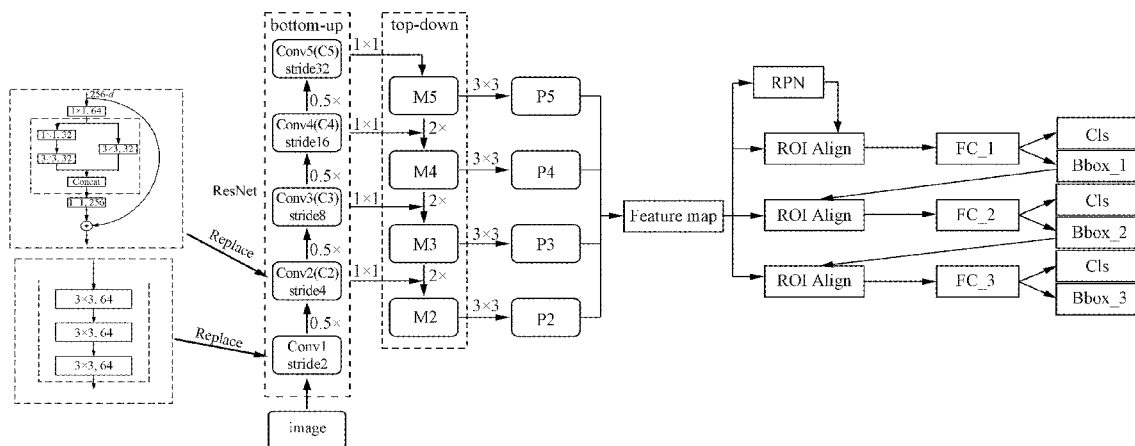 bottom-up
top-down
Conv5(C5)
stride32
1×1
M5
3×3
P5
0.5×
2×
Conv4(C4)
stride16
1×1
M4
3×3
P4
0.5×
2×
ResNet
Conv3(C3)
stride8
1×1
M3
3×3
P3
0.5×
2×
Conv2(C2)
stride4
1×1
M2
3×3
P2
0.5×
Conv1
stride2
image
256-d
1×1, 64
1×1, 32
3×3, 32
3×3, 32
Concat
1×1, 256
+
Replace
3×3, 64
3×3, 64
3×3, 64
Replace
Feature map
RPN
ROI Align
FC_1
Cls
Bbox_1
ROI Align
FC_2
Cls
Bbox_2
ROI Align
FC_3
Cls
Bbox_3